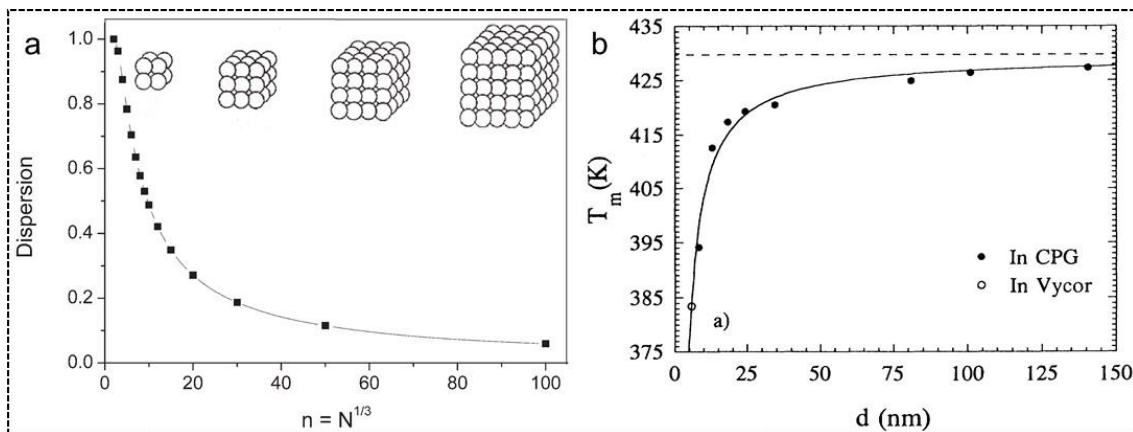 a
1.0
0.8
0.6
0.4
0.2
0.0
Dispersion
0
20
40
60
80
100
n = N^1/3
b
435
425
415
405
395
385
375
T_m (K)
In CPG
In Vycor
a)
0
25
50
75
100
125
150
d (nm)